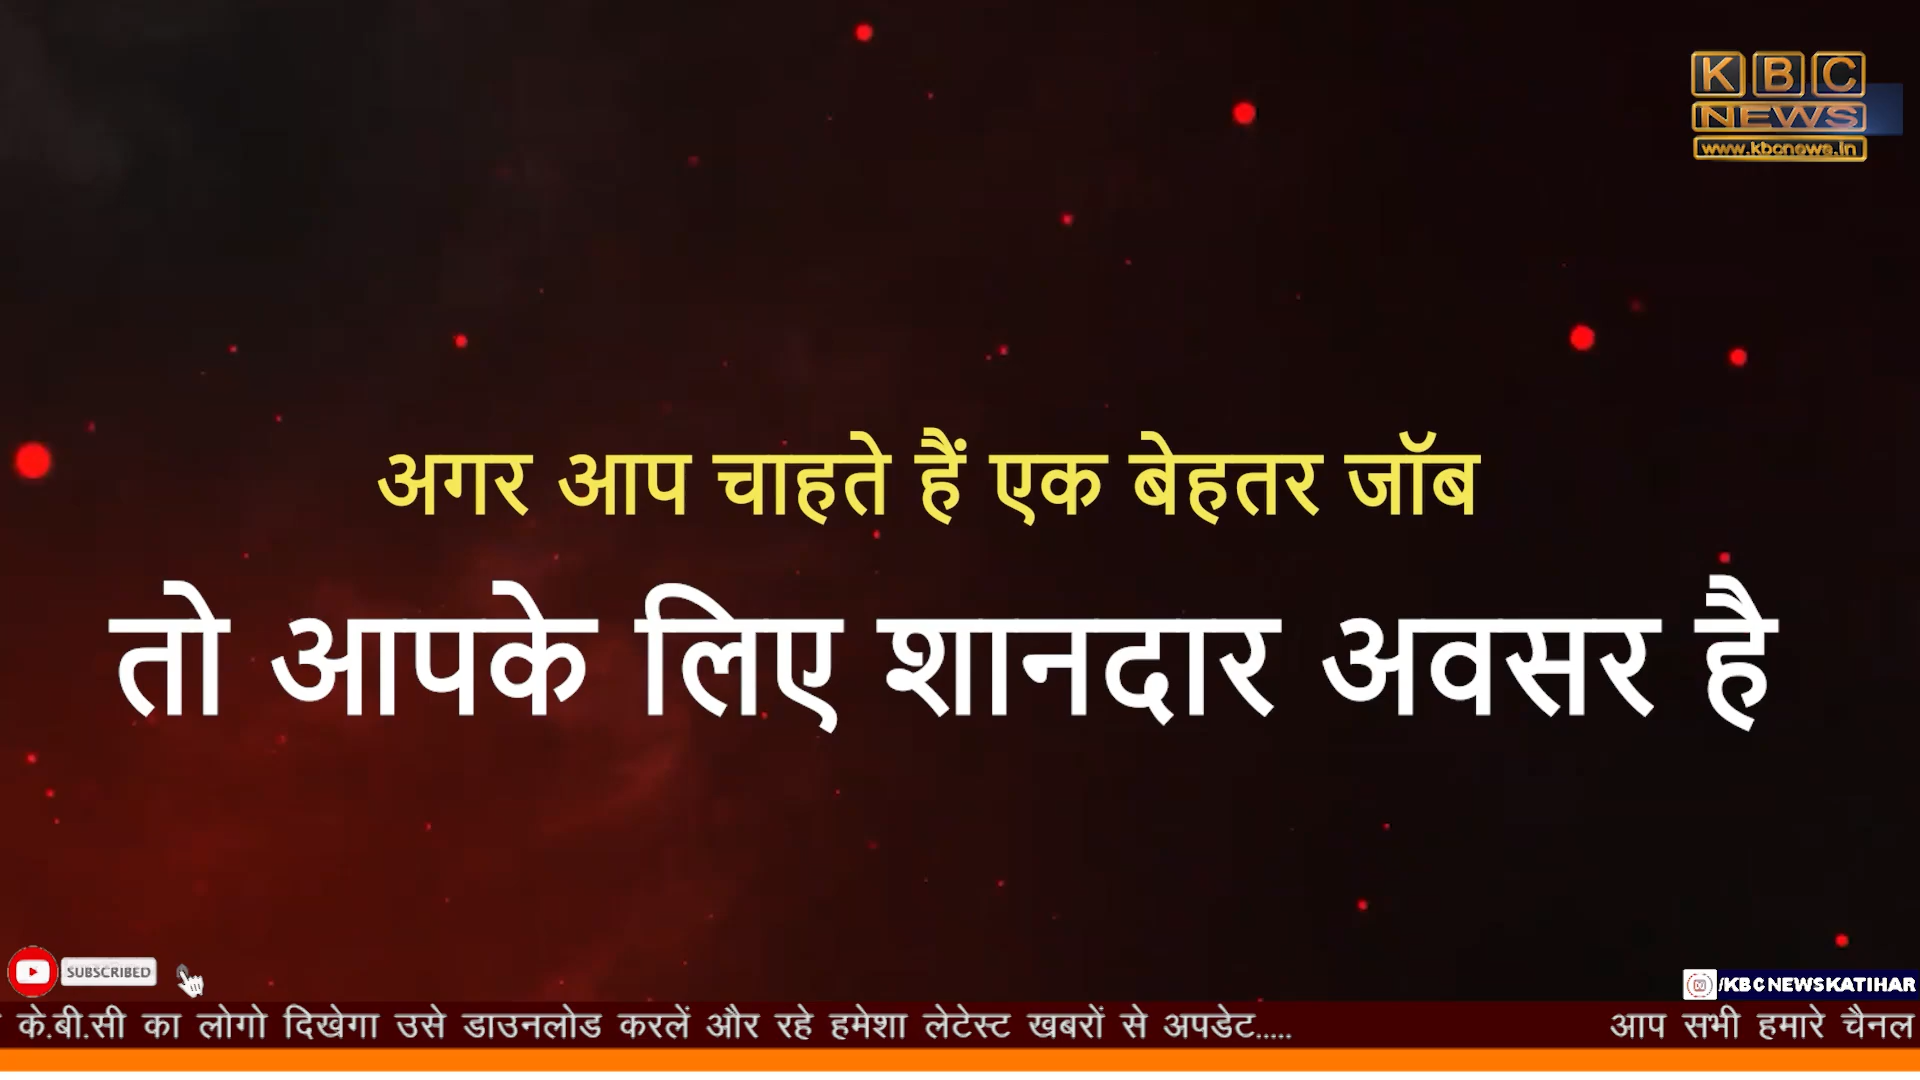 K B C
NEWS
www.kbcnews.in
अगर आप चाहते हैं एक बेहतर जॉब
तो आपके लिए शानदार अवसर है
SUBSCRIBED
/KBCNEWSKATIHAR
के.बी.सी का लोगो दिखेगा उसे डाउनलोड करलें और रहे हमेशा लेटेस्ट खबरों से अपडेट..... आप सभी हमारे चैनल